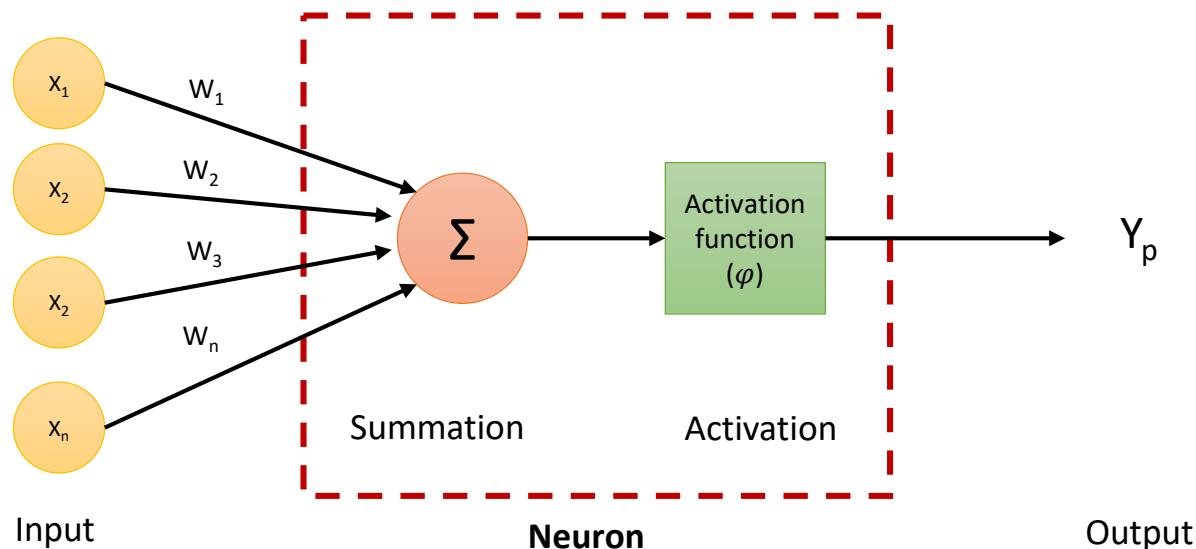 x₁
W₁
x₂
W₂
x₂
W₃
xₙ
Wₙ
Σ
Activation
function
(φ)
Yₚ
Summation
Activation
Input
Neuron
Output